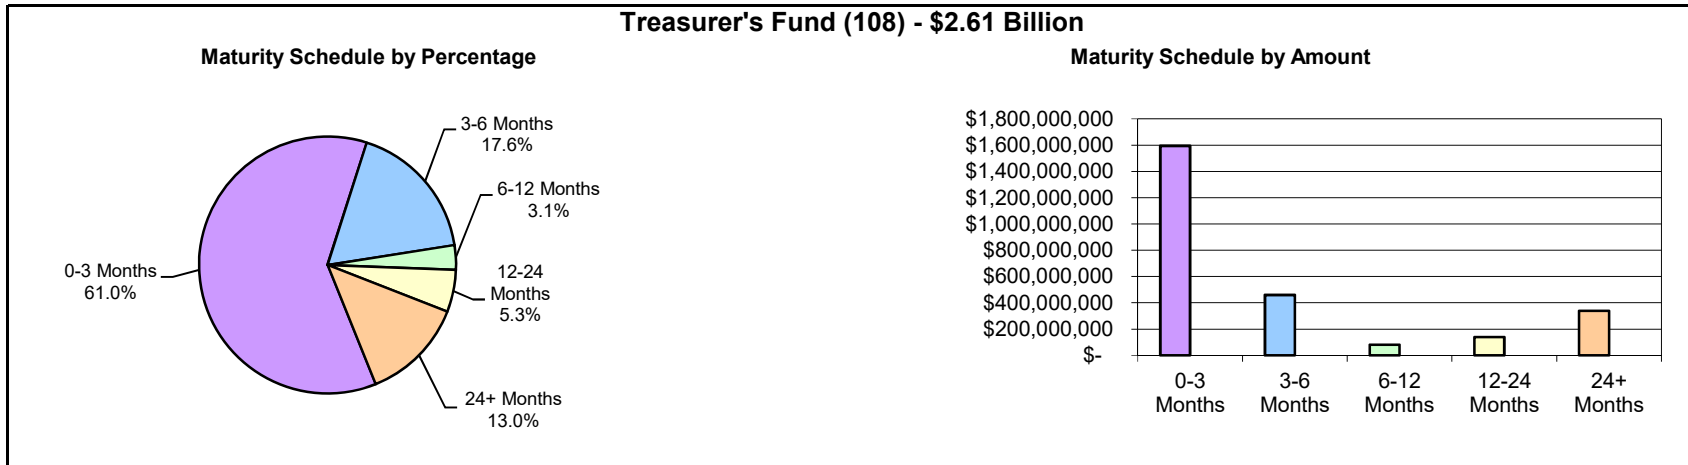 Treasurer's Fund (108) - $2.61 Billion
Maturity Schedule by Percentage
3-6 Months
17.6%
6-12 Months
3.1%
12-24
Months
5.3%
0-3 Months
61.0%
24+ Months
13.0%
Maturity Schedule by Amount
$1,800,000,000
$1,600,000,000
$1,400,000,000
$1,200,000,000
$1,000,000,000
$800,000,000
$600,000,000
$400,000,000
$200,000,000
$-
0-3
Months
3-6
Months
6-12
Months
12-24
Months
24+
Months